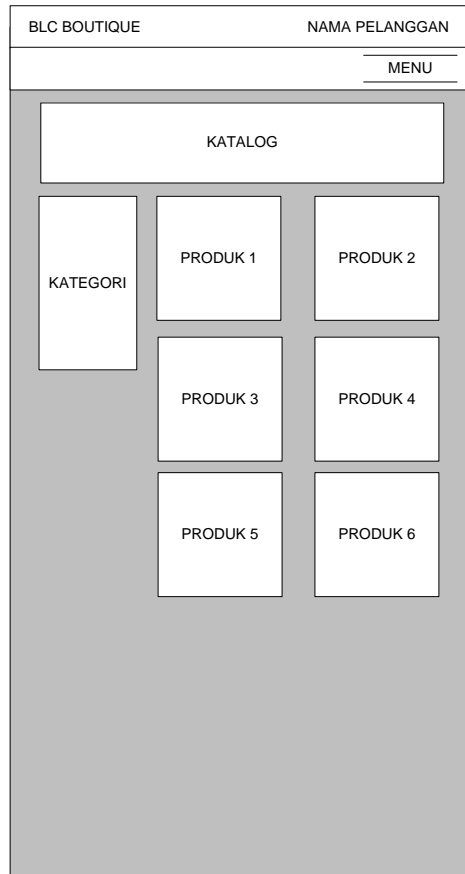 BLC BOUTIQUE
NAMA PELANGGAN
MENU
KATALOG
KATEGORI
PRODUK 1
PRODUK 2
PRODUK 3
PRODUK 4
PRODUK 5
PRODUK 6